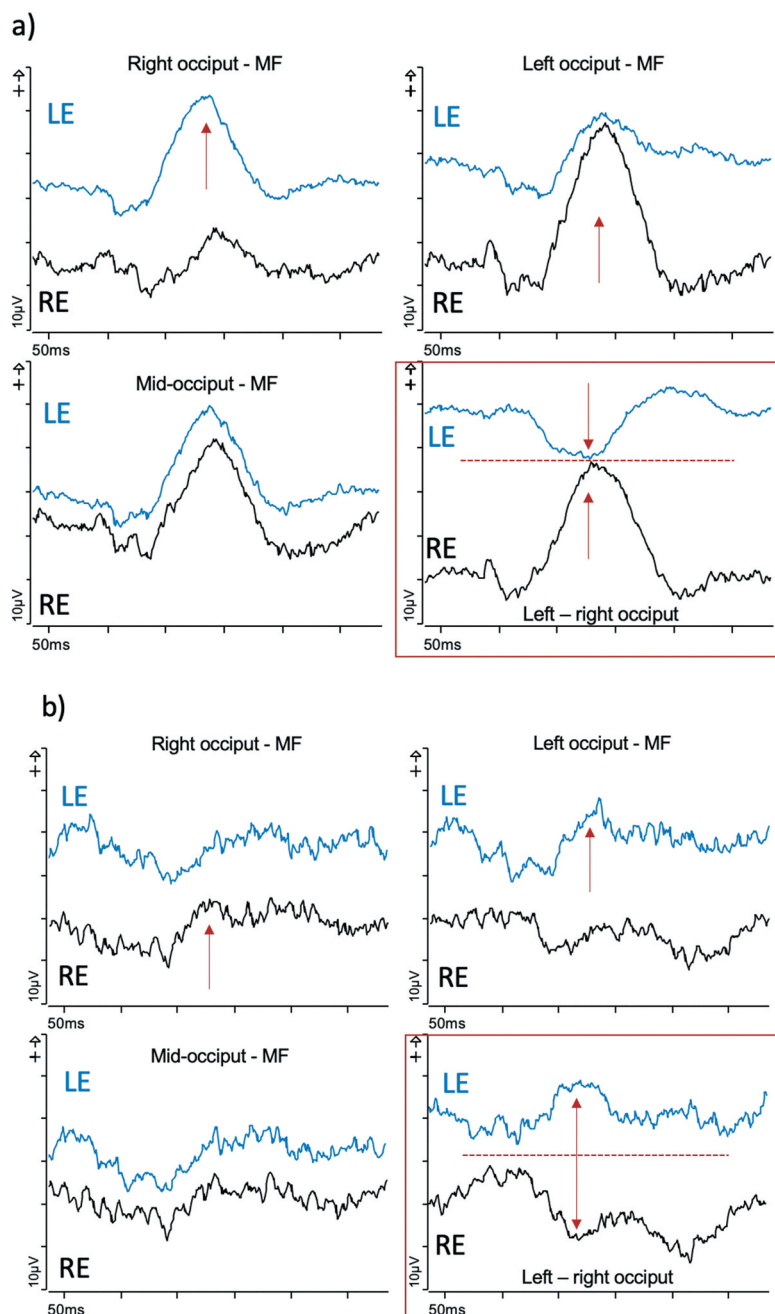 a)
Right occiput - MF
Left occiput - MF
+
+
LE
LE
RE
RE
10µV
10µV
50ms
50ms
Mid-occiput - MF
+
+
LE
LE
RE
RE
Left – right occiput
10µV
10µV
50ms
50ms
b)
Right occiput - MF
Left occiput - MF
+
+
LE
LE
RE
RE
10µV
10µV
50ms
50ms
Mid-occiput - MF
+
+
LE
LE
RE
RE
Left – right occiput
10µV
10µV
50ms
50ms